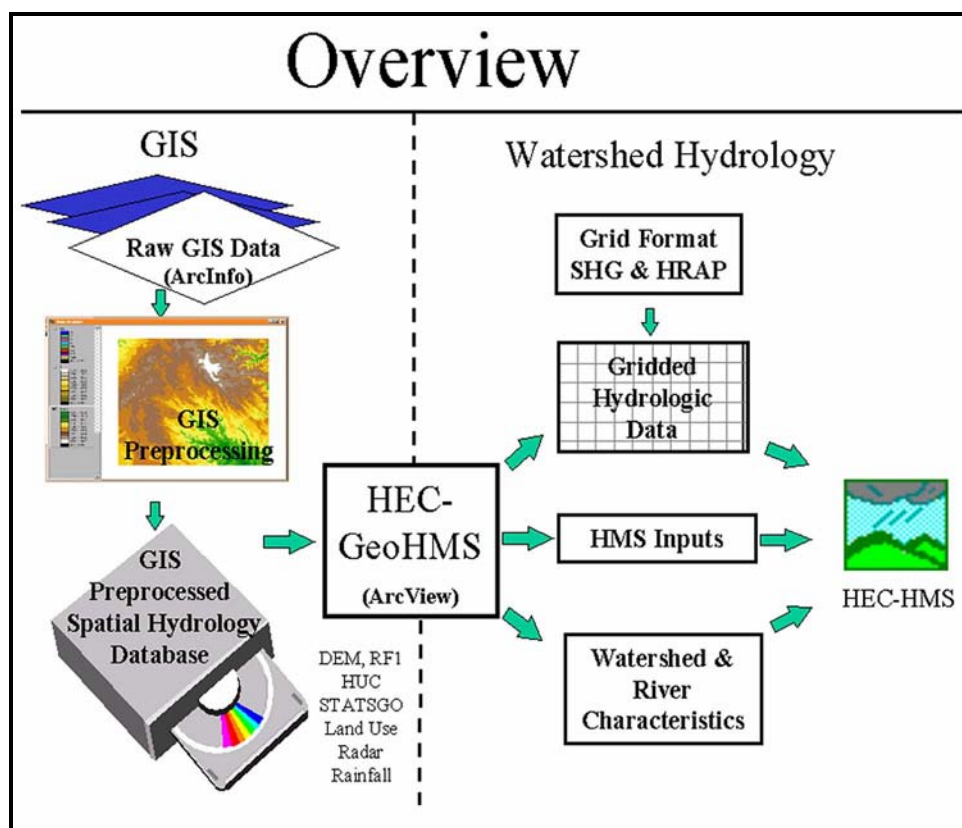 Overview
GIS
Raw GIS Data
(ArcInfo)
GIS
Preprocessing
GIS
Preprocessed
Spatial Hydrology
Database
DEM, RF1
HUC
STATSGO
Land Use
Radar
Rainfall
HEC-
GeoHMS
(ArcView)
Watershed Hydrology
Grid Format
SHG & HRAP
Gridded
Hydrologic
Data
HMS Inputs
Watershed &
River
Characteristics
HEC-HMS